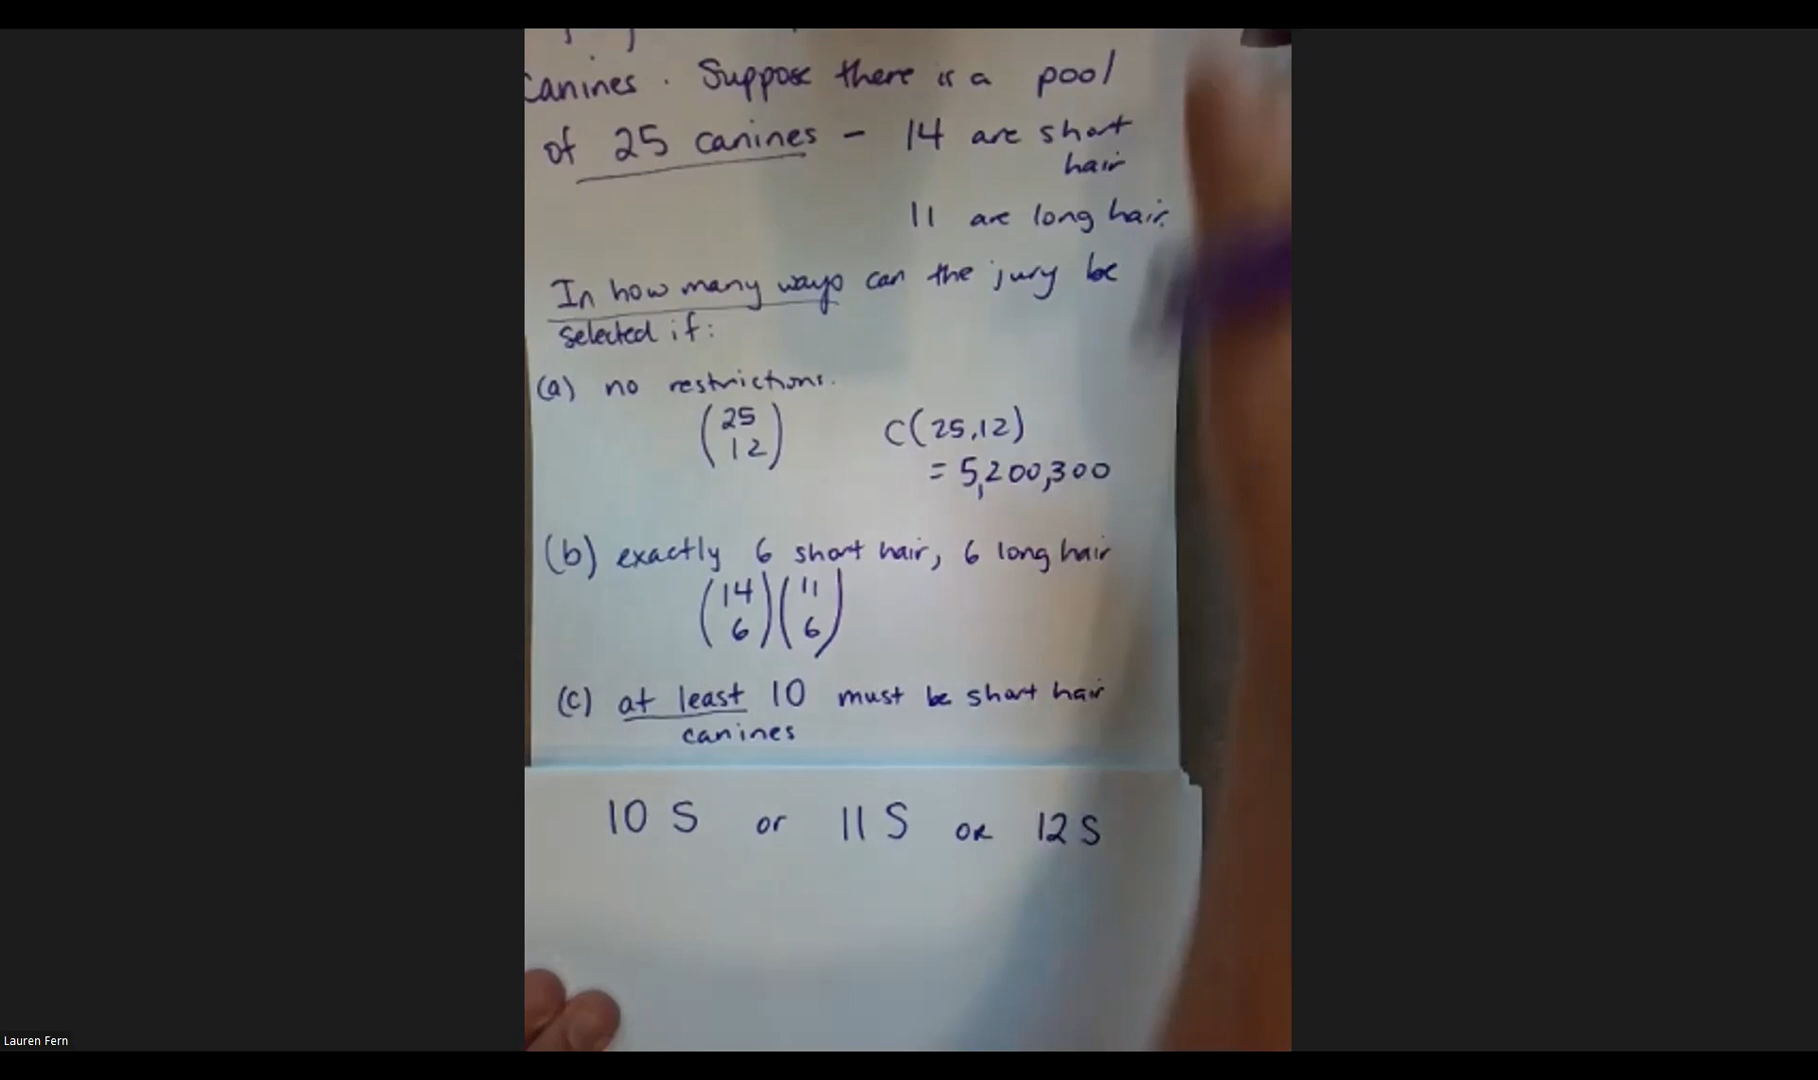 canines. Suppose there is a pool
of 25 canines - 14 are short
hair
11 are long hair.
In how many ways can the jury be
selected if:
(a) no restrictions.
(25
12) C(25,12)
= 5,200,300
(b) exactly 6 short hair, 6 long hair
(14
6)(11
6)
(c) at least 10 must be short hair
canines
10 S or 11 S or 12 S
Lauren Fern